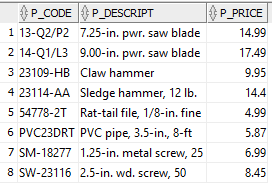 P_CODE P_DESCRIPT P_PRICE
1 13-Q2/P2 7.25-in. pwr. saw blade 14.99
2 14-Q1/L3 9.00-in. pwr. saw blade 17.49
3 23109-HB Claw hammer 9.95
4 23114-AA Sledge hammer, 12 lb. 14.4
5 54778-2T Rat-tail file, 1/8-in. fine 4.99
6 PVC23DRT PVC pipe, 3.5-in., 8-ft 5.87
7 SM-18277 1.25-in. metal screw, 25 6.99
8 SW-23116 2.5-in. wd. screw, 50 8.45